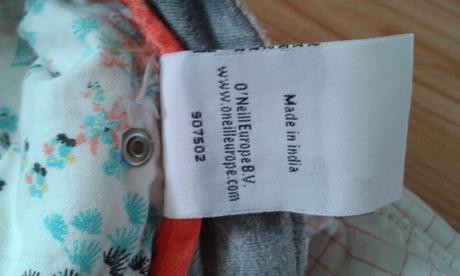 Made in india
O'Neill Europe B.V.
www.oneilleurope.com
907502